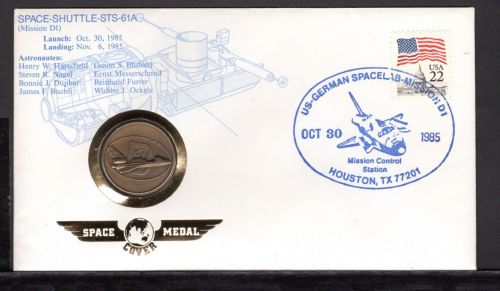 SPACE-SHUTTLE-STS-61A
(Mission D1)
Launch: Oct. 30, 1985
Landing: Nov. 6, 1985
Astronauten:
Henry W. Hartsfield Guion S. Bluford
Steven R. Nagel Ernst Messerschmid
Bonnie J. Dunbar Reinhard Furrer
James F. Buchli Wubbo J. Ockels
USA
22
US-GERMAN SPACELAB-MISSION D1
OCT 30 1985
Mission Control
Station
HOUSTON, TX 77201
SPACE MEDAL
COVER